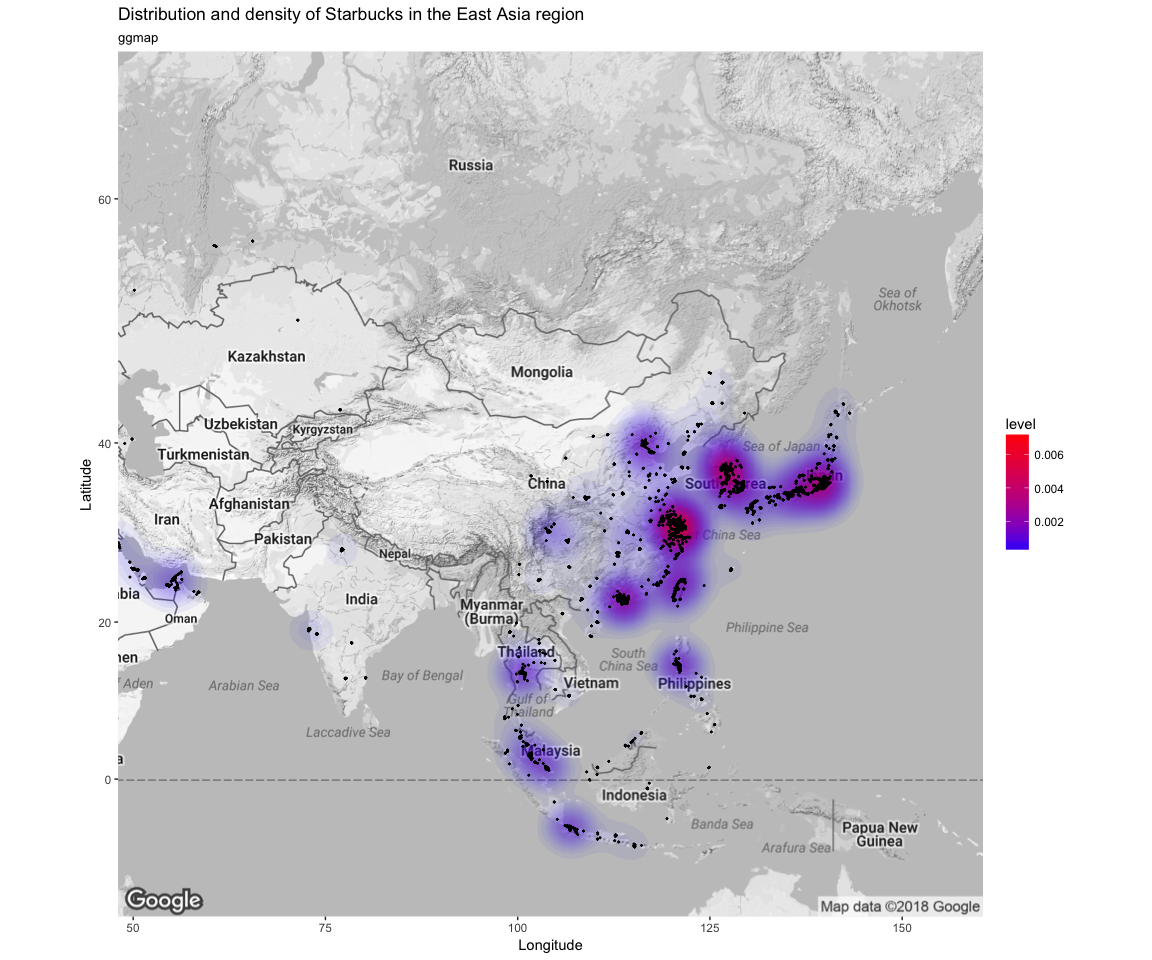 Distribution and density of Starbucks in the East Asia region
ggmap
Russia
Sea of
Okhotsk
60
Kazakhstan
Mongolia
Uzbekistan
Kyrgyzstan
Turkmenistan
40
Sea of Japan
China
South Korea
Afghanistan
Iran
China Sea
Pakistan
Nepal
bia
India
Myanmar
(Burma)
Oman
20
Philippine Sea
Thailand
South
China Sea
men
Bay of Bengal
Aden
Arabian Sea
Vietnam
Philippines
Gulf of
Thailand
Laccadive Sea
Malaysia
a
0
Indonesia
Banda Sea
Papua New
Guinea
Arafura Sea
Google
Map data ©2018 Google
50
75
100
125
150
Longitude
Latitude
level
0.006
0.004
0.002